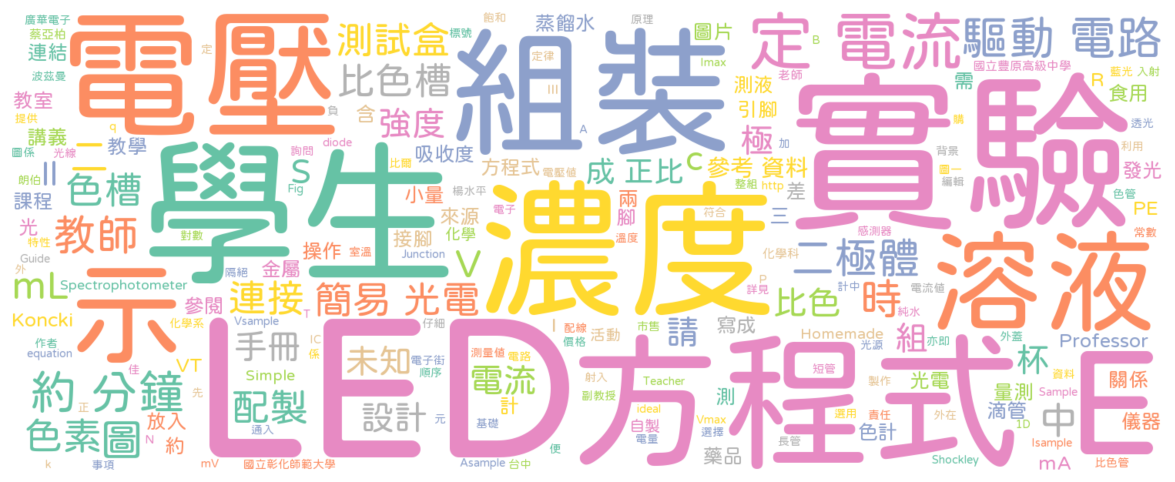 廣華電子
飽和
蒸餾水
原理
圖片
定 電流
B
驅動 電路
蔡亞柏
定
電壓
測試盒
標號
組裝
定律
Imax
老師
國立豐原高級中學
連結
波茲曼
比色槽
III
測液
需
R
藍光
入射
教室
提供
負
含
強度
A
引腳
實驗
食用
購
透光
q
講義
二
教學
詢問
diode
吸收度
比爾
方程式
極
加
背景
利用
圖係
光線
學生
電壓值
成 正比
C
參考 資料
圖一
發光
朗伯
II
色槽
S
Fig
小量
楊水平
整組
http
差
編輯
色管
課程
來源
電子
兩
腳
三
PE
光
教師
對數
接腳
化學
濃度
符合
感測器
常數
特性
操作
室溫
溫度
化學科
二極體
溶液
Guide
外
示
隔絕
金屬
Junction
V
P
詳見
計中
電流值
mL
Spectrophotometer
參閱
連接
簡易 光電
比色
時
純水
Koncki
化學系
Vsample
T
IC
仔細
I
配線
市售
請
寫成
Homemade
組
亦即
外蓋
Professor
作者
equation
係
手冊
未知
電子街
價格
活動
光源
杯
佳
VT
Simple
順序
測量值
電路
LED
方程式
E
短管
資料
關係
約 分鐘
先
配製
電流
射入
Teacher
測
製作
光電
量測
Sample
正
放入
設計
計
副教授
ideal
Vmax
選用
責任
滴管
中
儀器
色素
圖
N
約
通入
元
基礎
自製
電量
選擇
色計
外在
1D
Isample
k
事項
mV
國立彰化師範大學
Asample
台中
便
藥品
長管
Shockley
mA
比色管